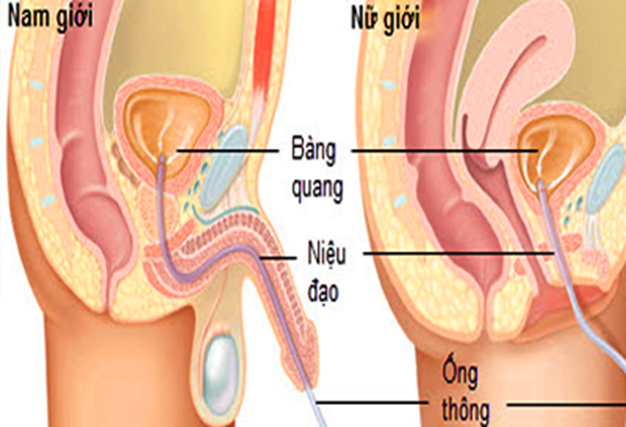 Nam giới
Nữ giới
Bàng
quang
Niệu
đạo
Ống
thông